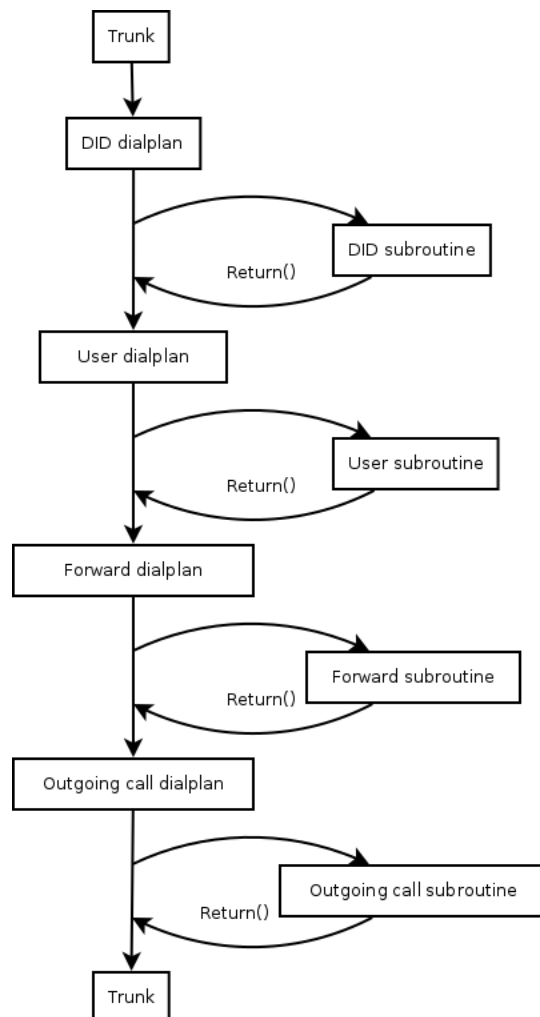 Trunk
DID dialplan
DID subroutine
Return()
User dialplan
User subroutine
Return()
Forward dialplan
Forward subroutine
Return()
Outgoing call dialplan
Outgoing call subroutine
Return()
Trunk